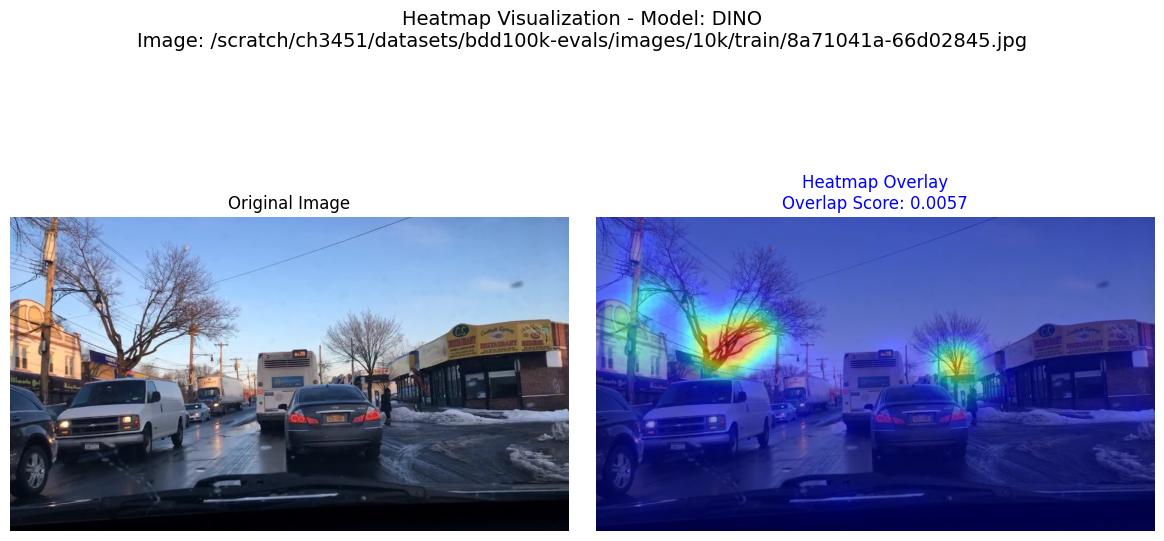 Heatmap Visualization - Model: DINO
Image: /scratch/ch3451/datasets/bdd100k-evals/images/10k/train/8a71041a-66d02845.jpg
Original Image
Heatmap Overlay
Overlap Score: 0.0057
RESTAURANT
RESTAURANT